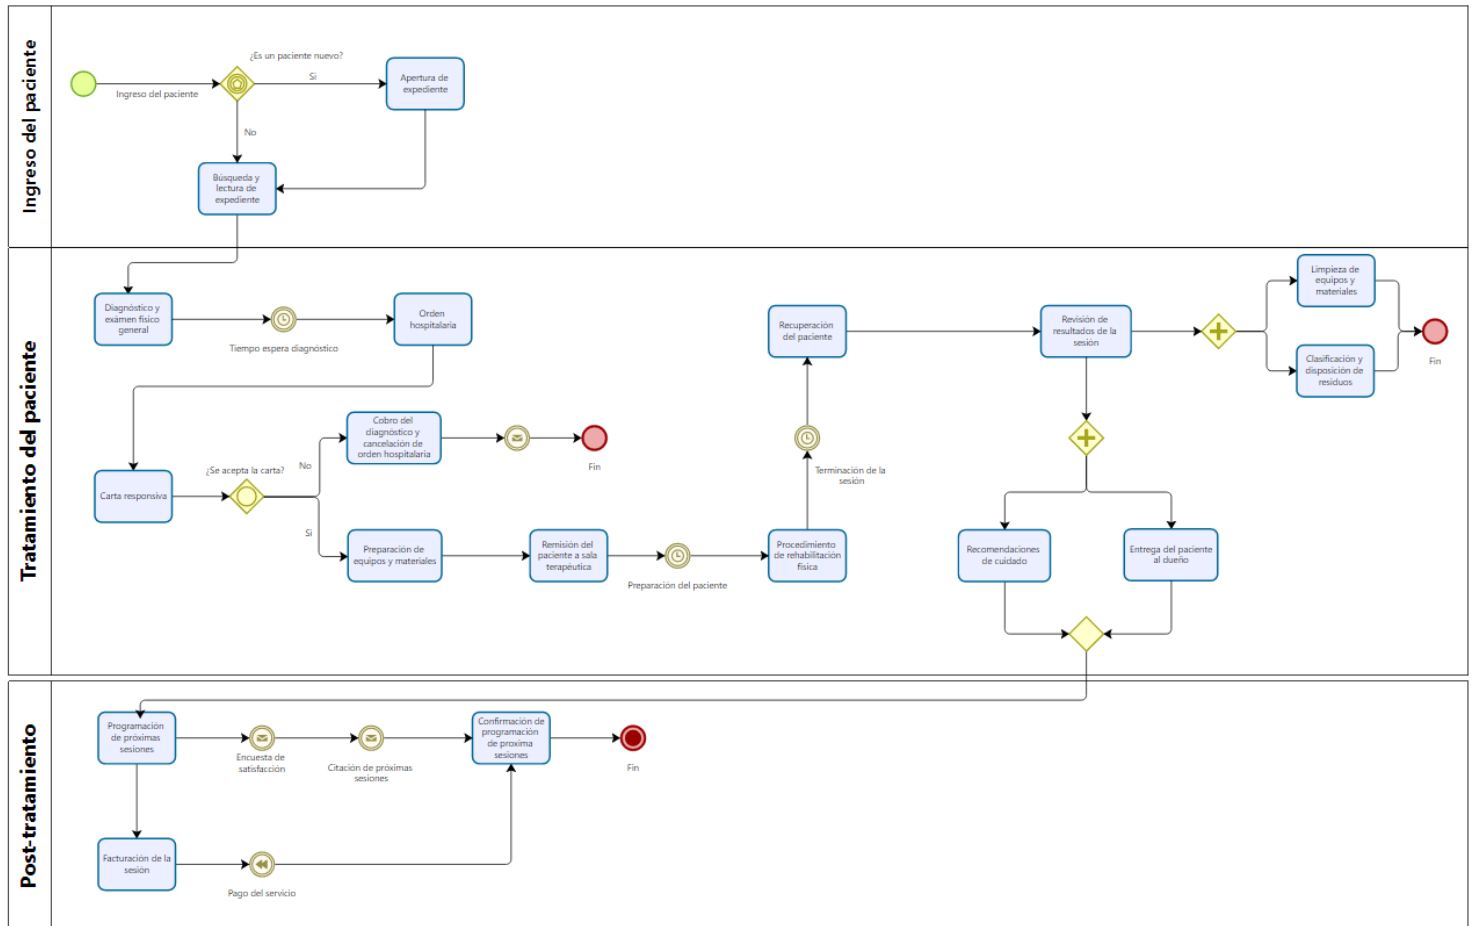 Ingreso del paciente
¿Es un paciente nuevo?
Si
Ingreso del paciente
Apertura de
expediente
No
Búsqueda y
lectura de
expediente
Tratamiento del paciente
Diagnóstico y
exámen físico
general
Tiempo espera diagnóstico
Orden
hospitalaria
Recuperación
del paciente
Revisión de
resultados de la
sesión
Limpieza de
equipos y
materiales
Clasificación y
disposición de
residuos
Fin
Carta responsiva
¿Se acepta la carta?
No
Cobro del
diagnóstico y
cancelación de
orden hospitalaria
Fin
Si
Preparación de
equipos y materiales
Remisión del
paciente a sala
terapéutica
Preparación del paciente
Procedimiento
de rehabilitación
física
Terminación de la
sesión
Recomendaciones
de cuidado
Entrega del paciente
al dueño
Post-tratamiento
Programación
de próximas
sesiones
Encuesta de
satisfacción
Citación de próximas
sesiones
Confirmación de
programación
de proxima
sesiones
Fin
Facturación de la
sesión
Pago del servicio